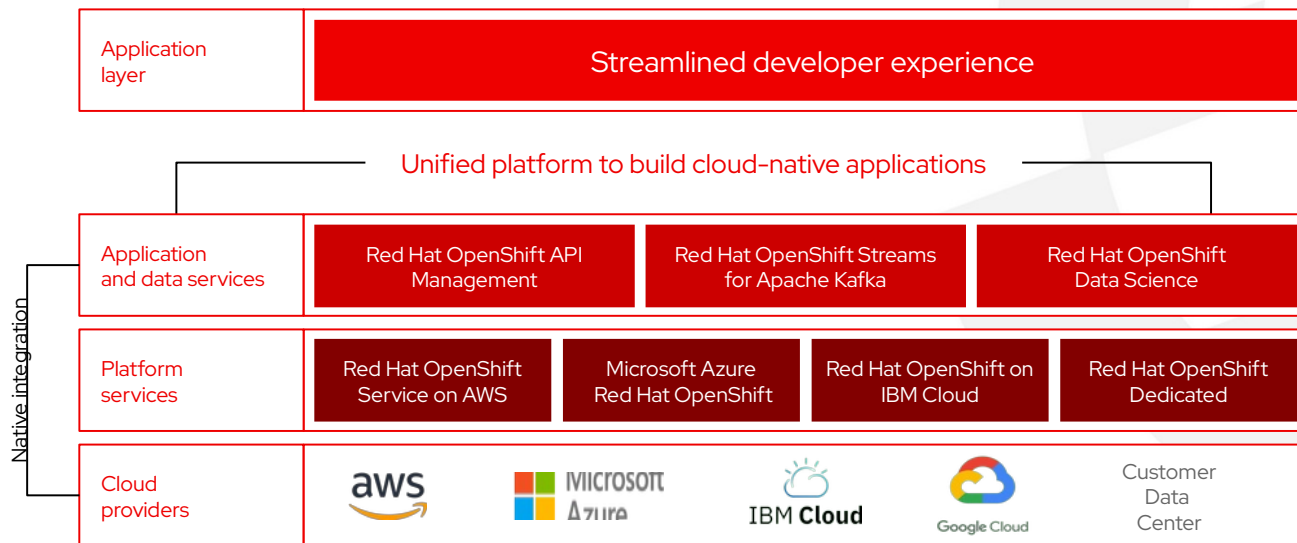 Application
layer
Streamlined developer experience
Unified platform to build cloud-native applications
Native integration
Application
and data services
Red Hat OpenShift API
Management
Red Hat OpenShift Streams
for Apache Kafka
Red Hat OpenShift
Data Science
Platform
services
Red Hat OpenShift
Service on AWS
Microsoft Azure
Red Hat OpenShift
Red Hat OpenShift on
IBM Cloud
Red Hat OpenShift
Dedicated
Cloud
providers
aws
Microsoft
Azure
IBM Cloud
Google Cloud
Customer
Data
Center